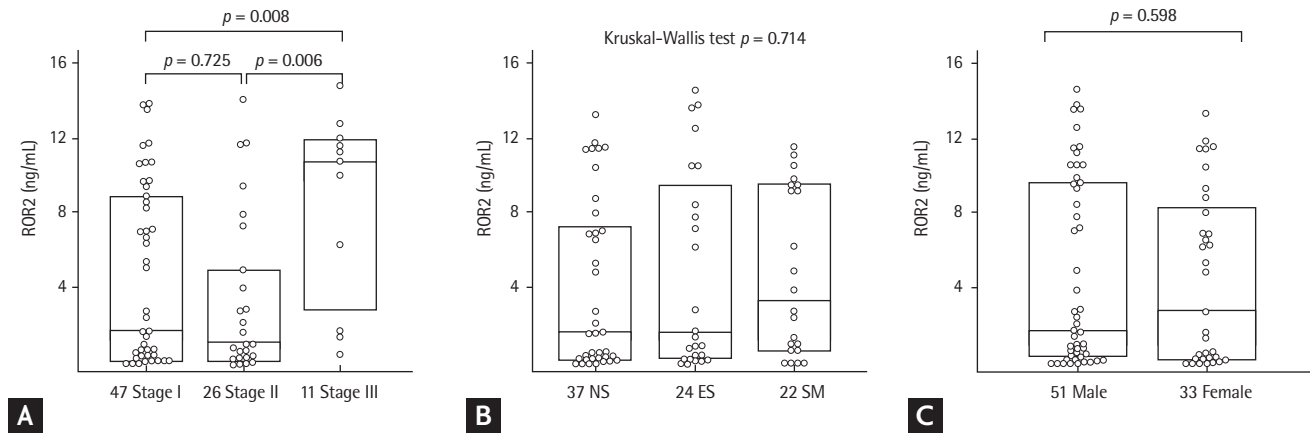 p = 0.008
p = 0.725
p = 0.006
16
12
8
4
ROR2 (ng/mL)
47 Stage I
26 Stage II
11 Stage III
A
Kruskal-Wallis test p = 0.714
16
12
8
4
ROR2 (ng/mL)
37 NS
24 ES
22 SM
B
p = 0.598
16
12
8
4
ROR2 (ng/mL)
51 Male
33 Female
C